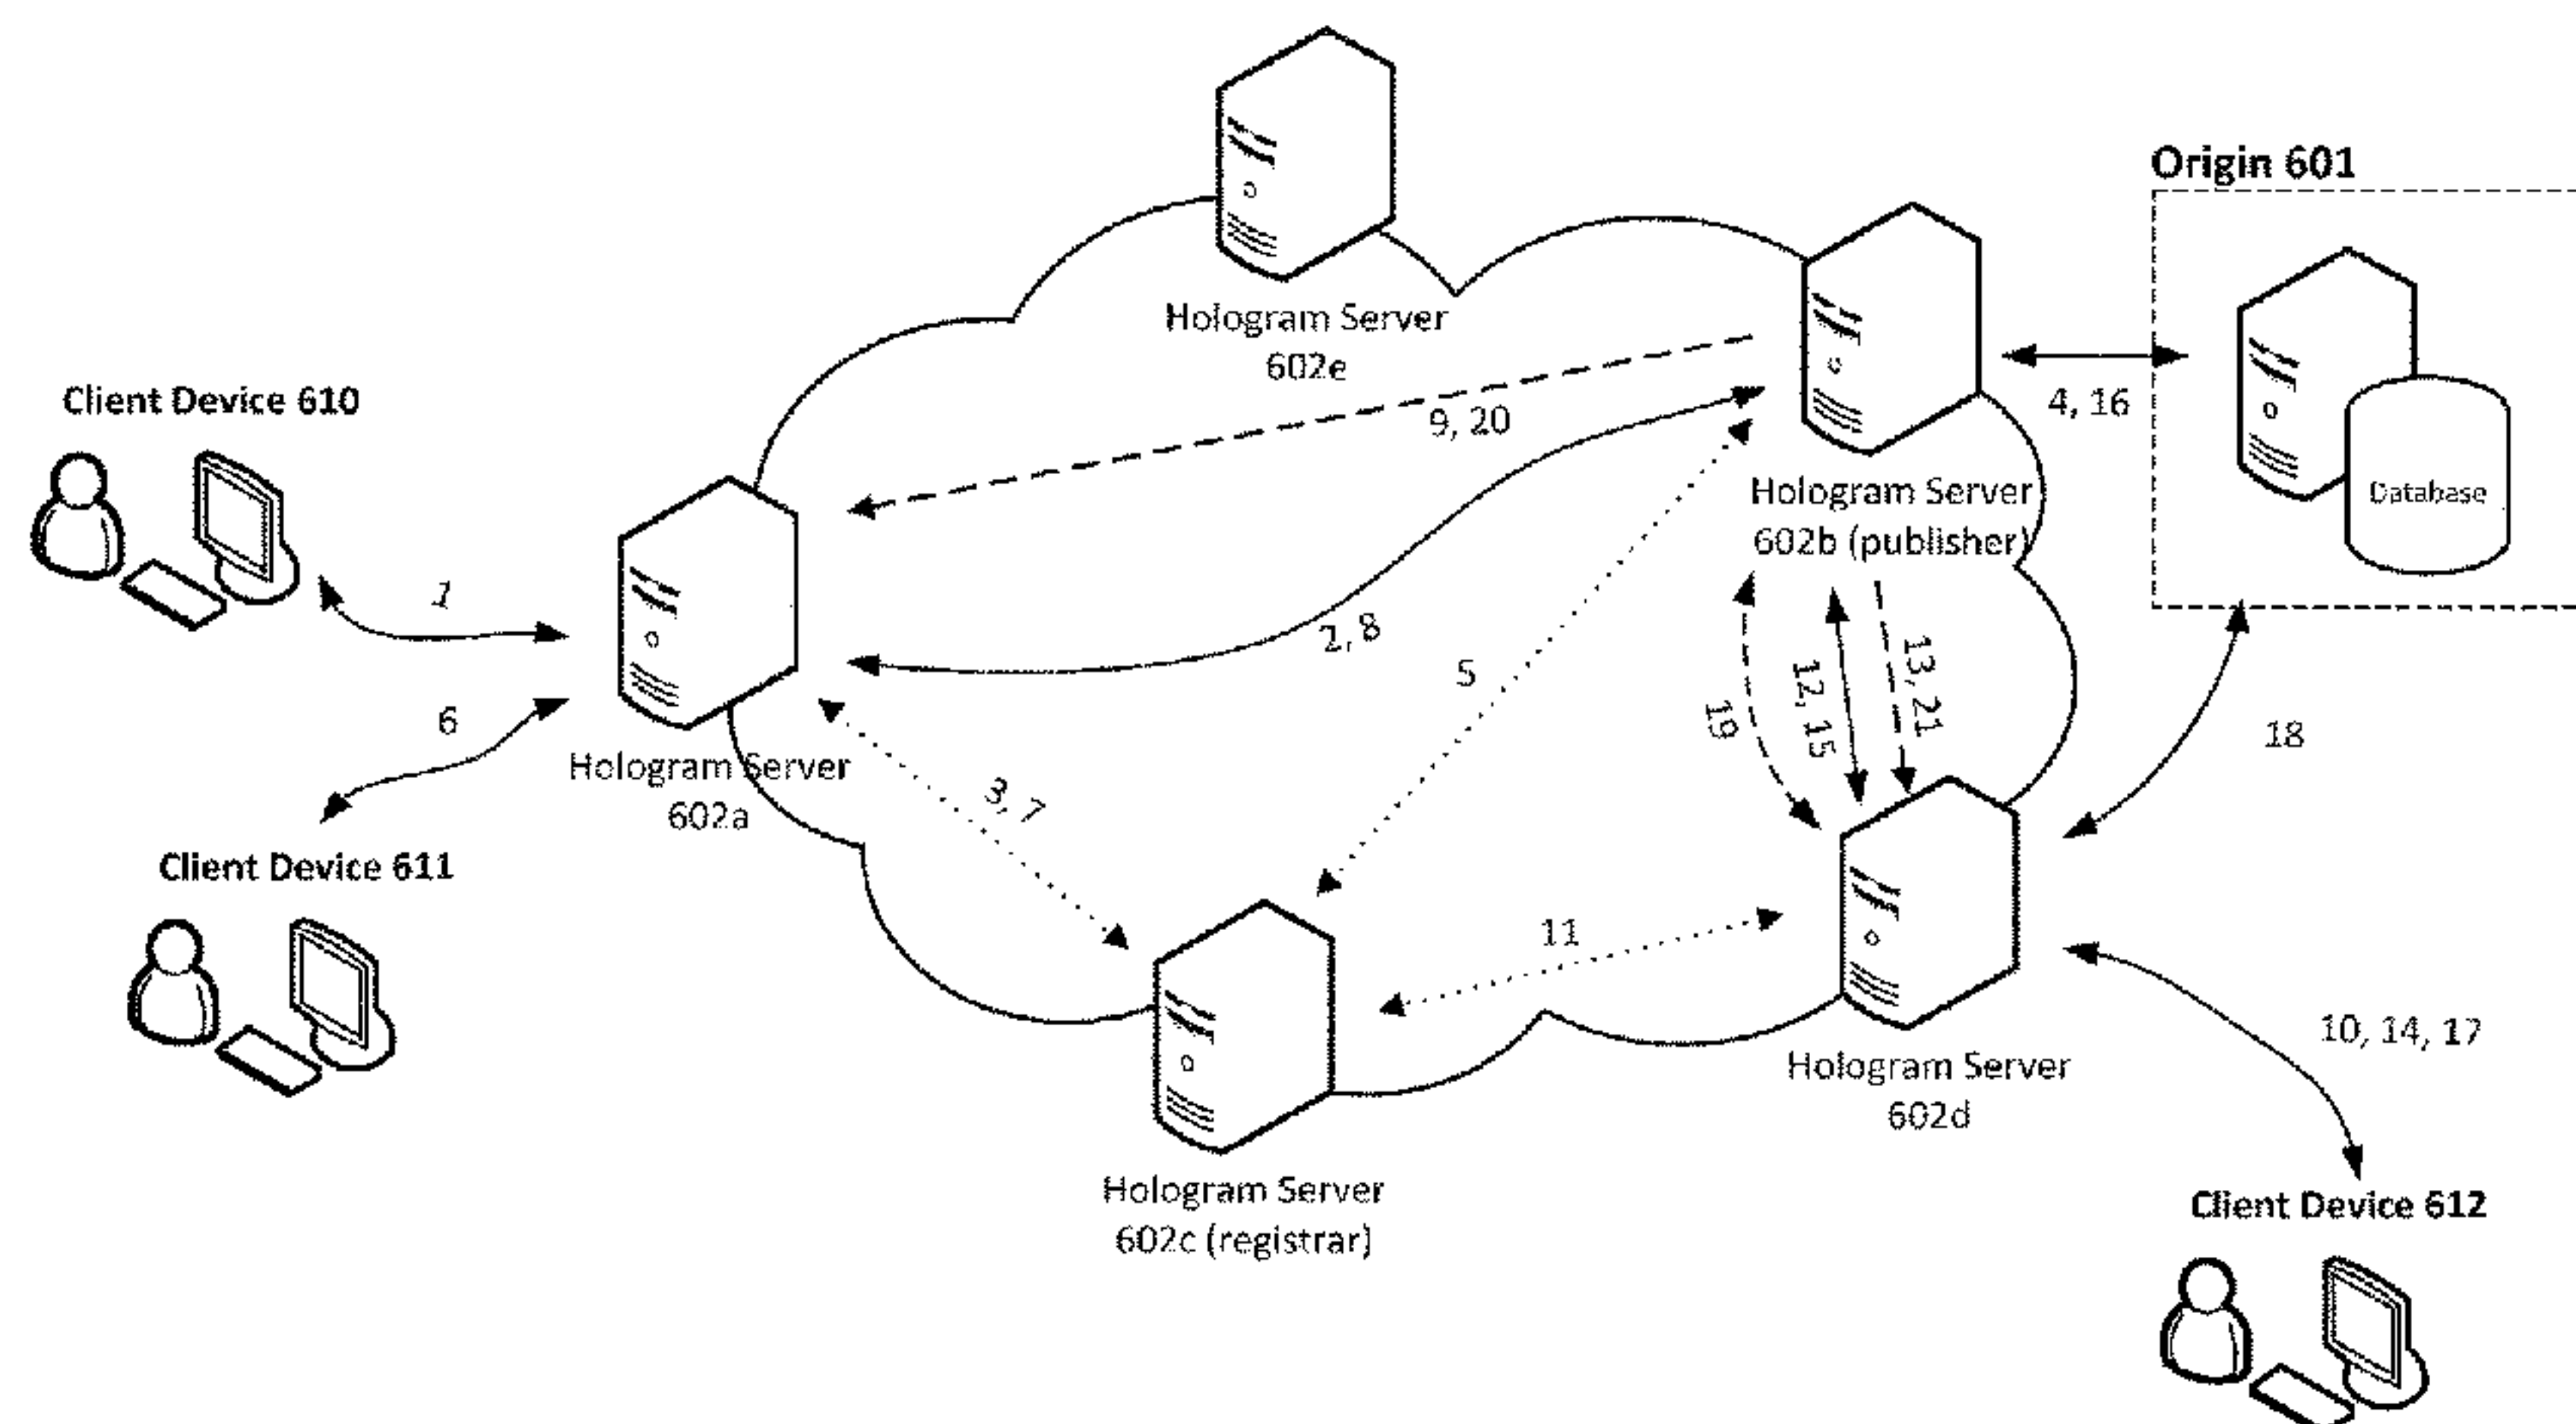 Origin 601
Hologram Server
602e
Client Device 610
9, 20
4, 16
Database
Hologram Server
602b (publisher)
1
2, 8
5
13, 21
12, 15
19
6
18
Hologram Server
602a
3, 7
Client Device 611
11
10, 14, 17
Hologram Server
602d
Hologram Server
602c (registrar)
Client Device 612